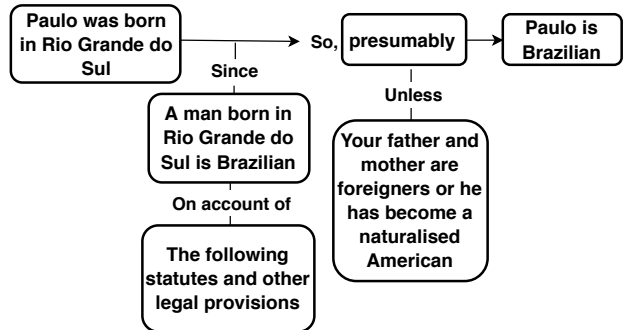 Paulo was born
in Rio Grande do
Sul
Since
So,
presumably
Paulo is
Brazilian
A man born in
Rio Grande do
Sul is Brazilian
Unless
Your father and
mother are
foreigners or he
has become a
naturalised
American
On account of
The following
statutes and other
legal provisions